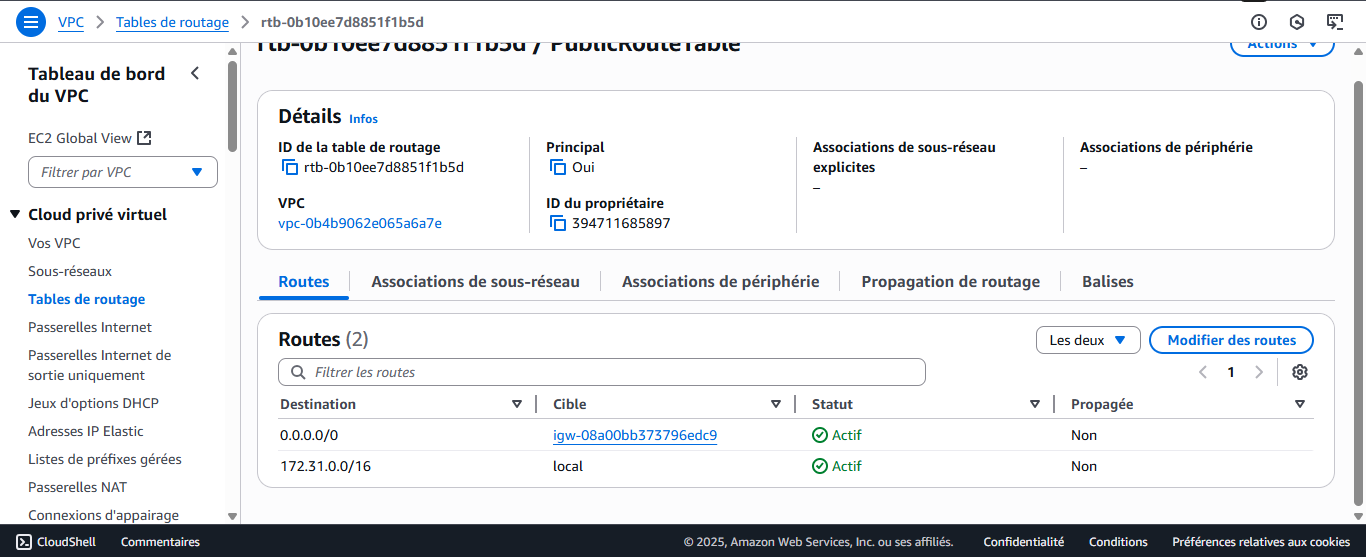 VPC > Tables de routage > rtb-0b10ee7d8851f1b5d
Tableau de bord
du VPC
EC2 Global View
Filtrer par VPC
Cloud privé virtuel
Vos VPC
Sous-réseaux
Tables de routage
Passerelles Internet
Passerelles Internet de
sortie uniquement
Jeux d'options DHCP
Adresses IP Elastic
Listes de préfixes gérées
Passerelles NAT
Connexions d'appairage
rtb-0b10ee7d8851f1b5d / PublicRouteTable
Actions
Détails Infos
ID de la table de routage
rtb-0b10ee7d8851f1b5d
Principal
Oui
Associations de sous-réseau
explicites
–
Associations de périphérie
–
VPC
vpc-0b4b9062e065a6a7e
ID du propriétaire
394711685897
Routes Associations de sous-réseau Associations de périphérie Propagation de routage Balises
Routes (2)
Les deux
Modifier des routes
Filtrer les routes
1
Destination Cible Statut Propagée
0.0.0.0/0 igw-08a00bb373796edc9 Actif Non
172.31.0.0/16 local Actif Non
CloudShell Commentaires © 2025, Amazon Web Services, Inc. ou ses affiliés. Confidentialité Conditions Préférences relatives aux cookies